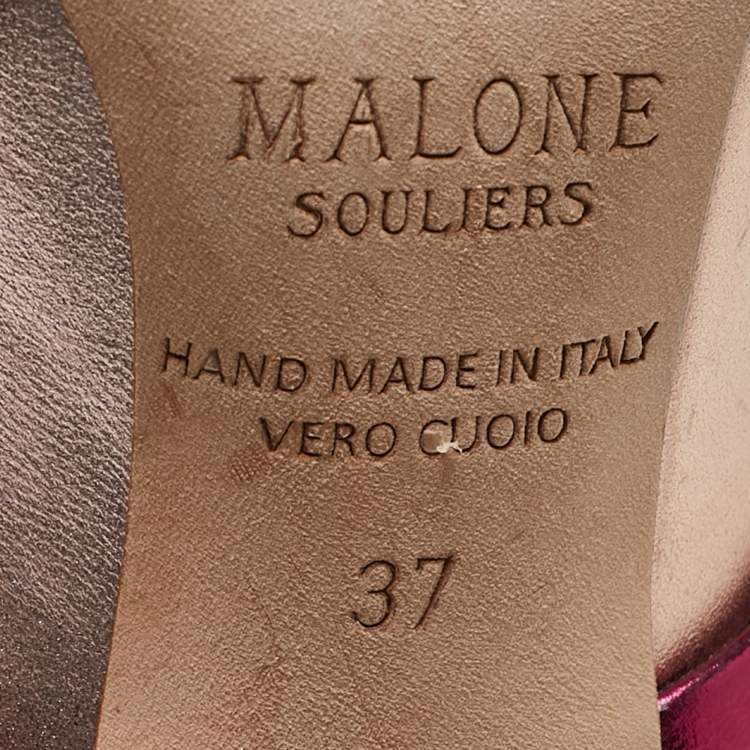 MALONE
SOULIERS
HAND MADE IN ITALY
VERO CUOIO
37